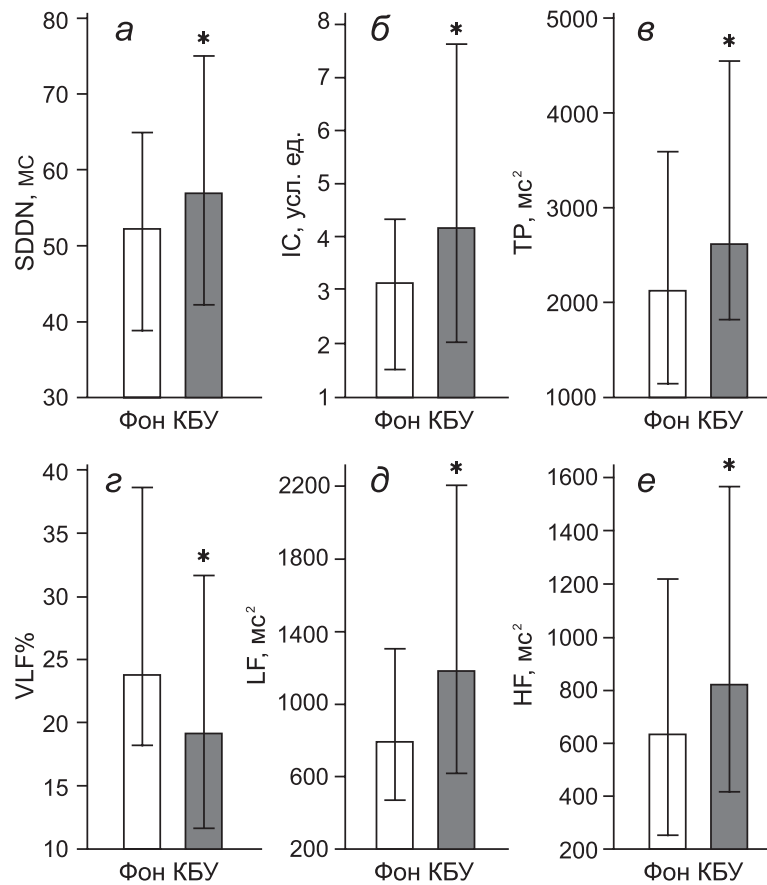 а
SDDN, мс
80
70
60
50
40
30
*
Фон КБУ
б
IC, усл. ед.
8
7
6
5
4
3
2
1
*
Фон КБУ
в
TP, мс²
5000
4000
3000
2000
1000
*
Фон КБУ
г
VLF%
40
35
30
25
20
15
10
*
Фон КБУ
д
LF, мс²
2200
1800
1400
1000
600
200
*
Фон КБУ
е
HF, мс²
1600
1400
1200
1000
800
600
400
200
*
Фон КБУ